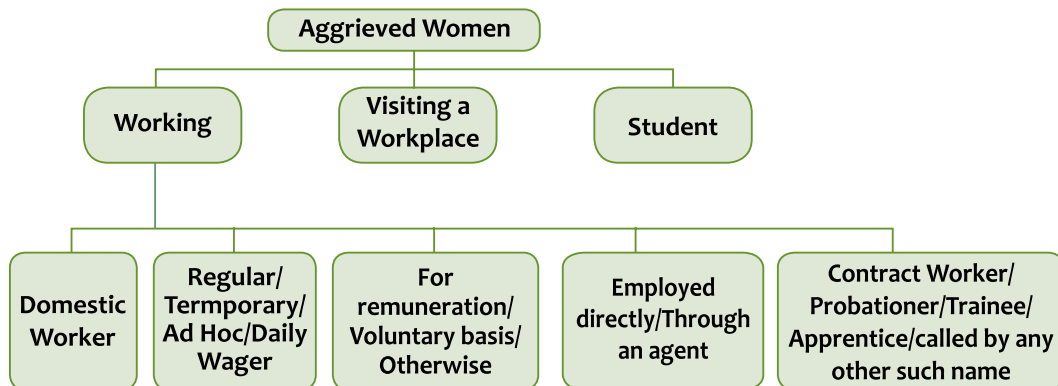 Aggrieved Women
Working
Visiting a
Workplace
Student
Domestic
Worker
Regular/
Termporary/
Ad Hoc/Daily
Wager
For
remuneration/
Voluntary basis/
Otherwise
Employed
directly/Through
an agent
Contract Worker/
Probationer/Trainee/
Apprentice/called by any
other such name